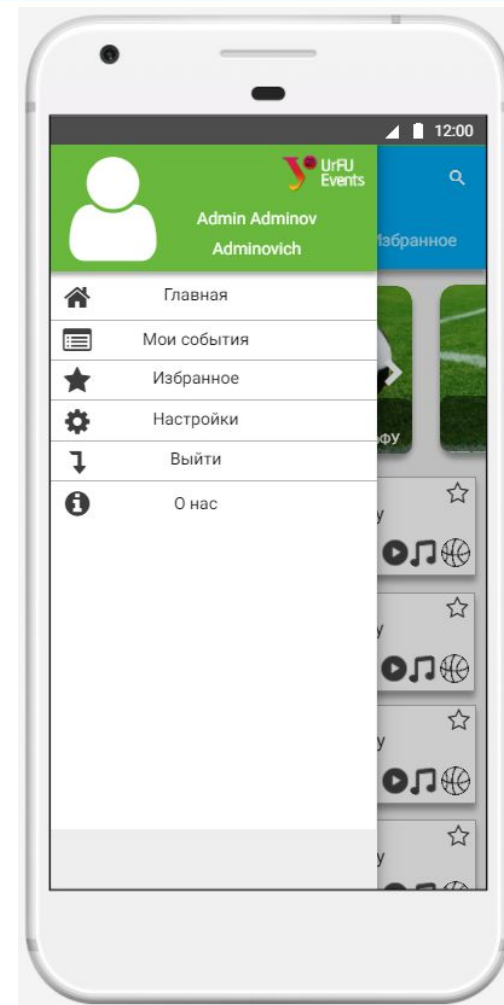 12:00
UrFU
Events
Admin Adminov
Adminovich
Избранное
Главная
Мои события
Избранное
Настройки
Выйти
О нас